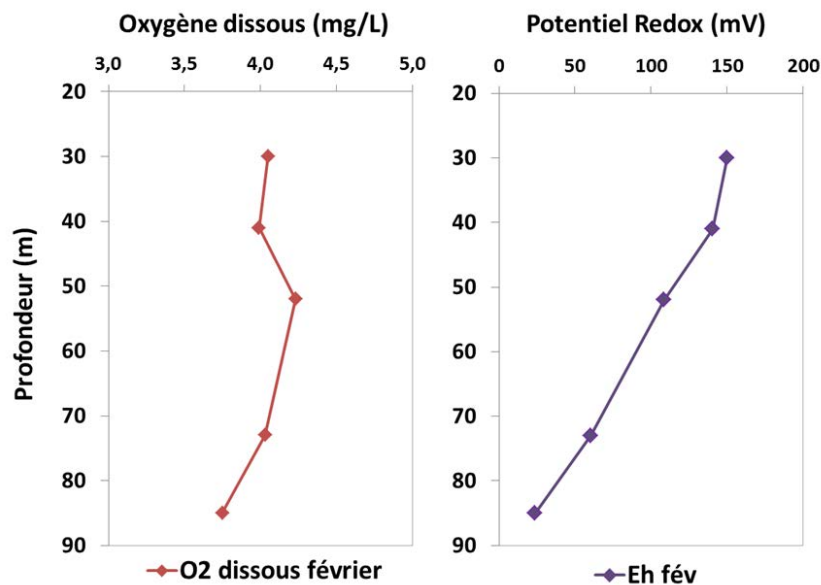 Oxygène dissous (mg/L)
3,0 3,5 4,0 4,5 5,0
20
30
40
50
60
70
80
90
Profondeur (m)
O2 dissous février
Potentiel Redox (mV)
0 50 100 150 200
20
30
40
50
60
70
80
90
Eh fév